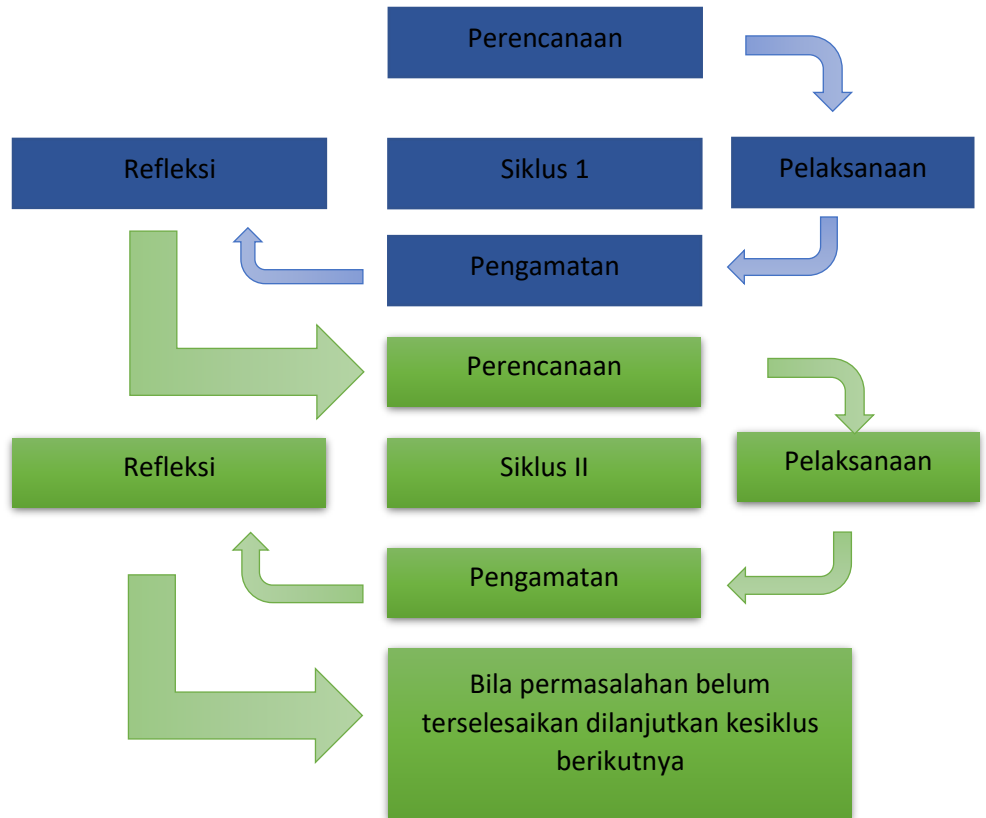 Perencanaan
Refleksi
Siklus 1
Pelaksanaan
Pengamatan
Perencanaan
Refleksi
Siklus II
Pelaksanaan
Pengamatan
Bila permasalahan belum
terselesaikan dilanjutkan kesiklus
berikutnya